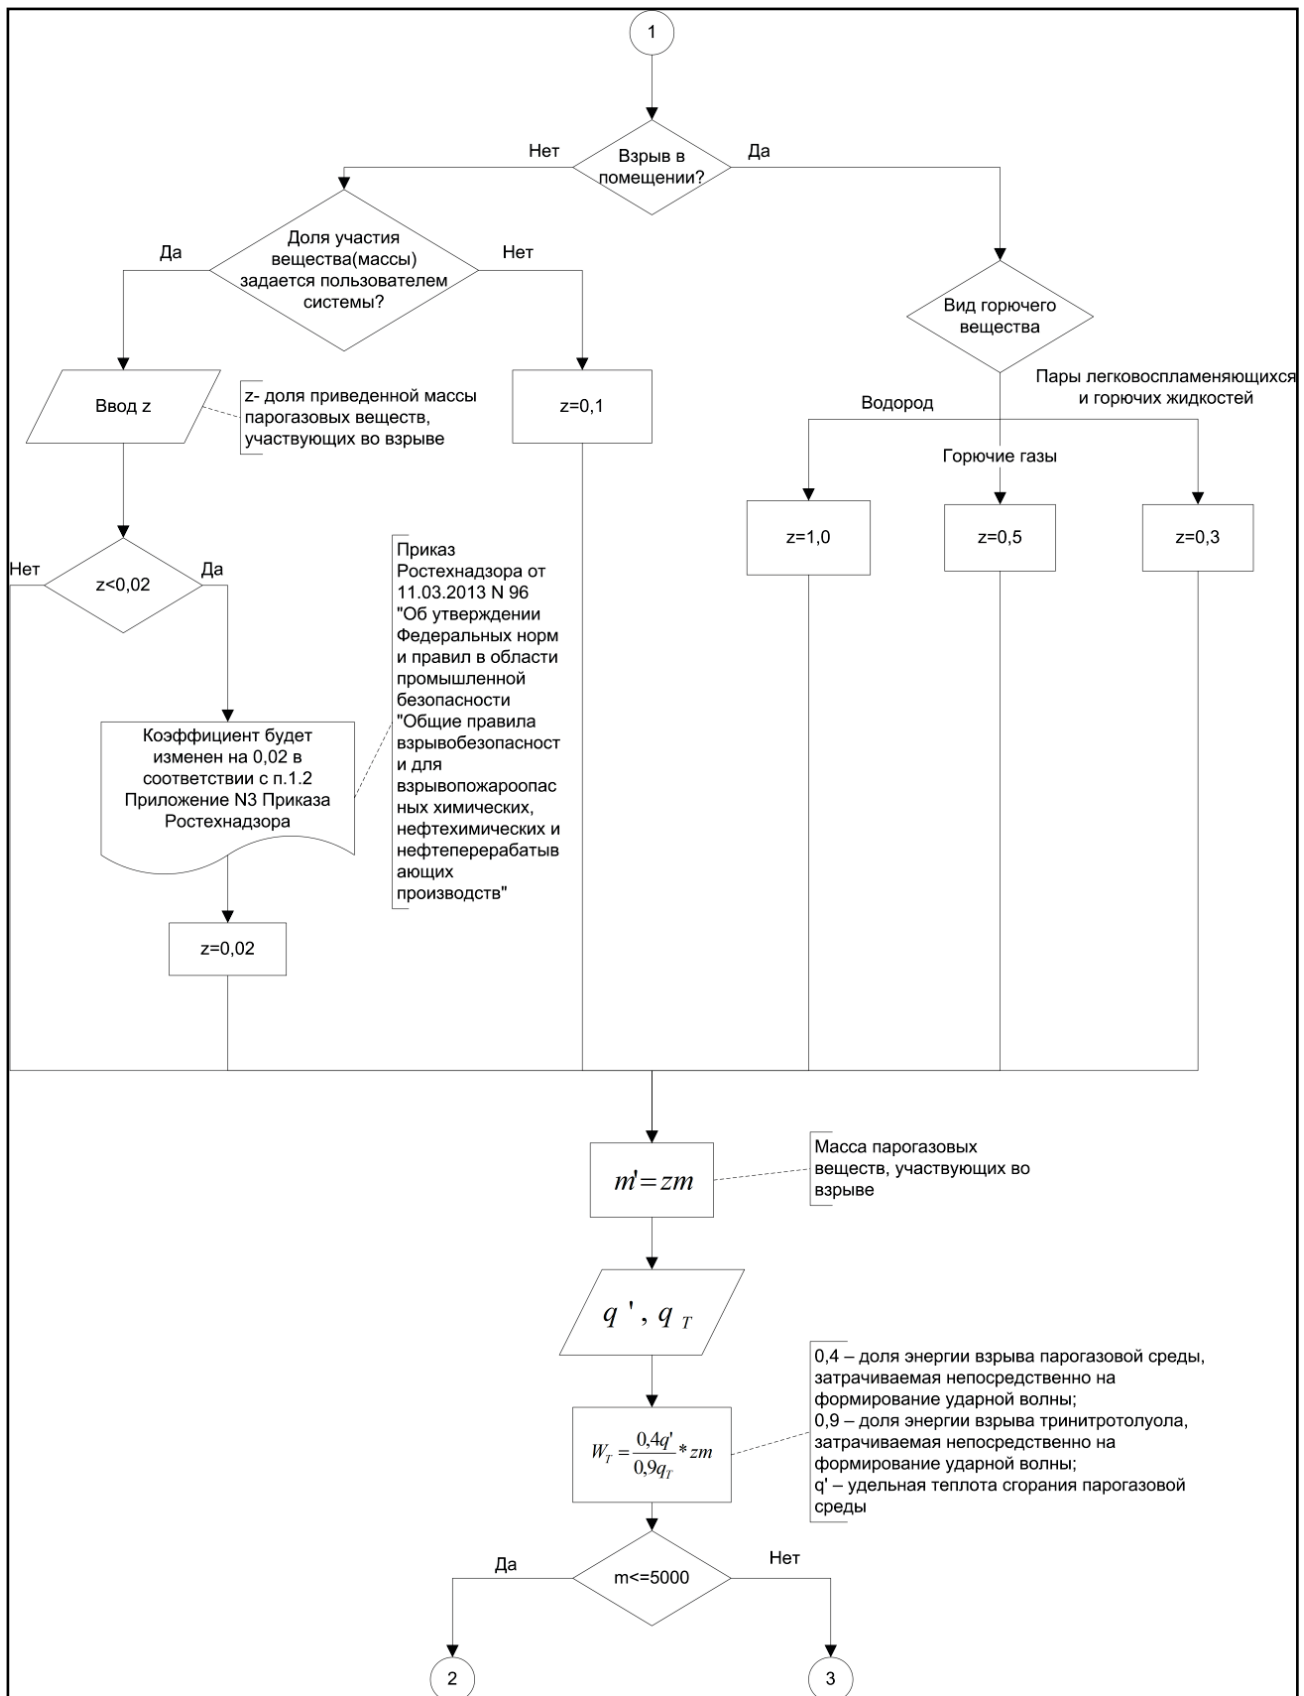 1
Взрыв в
помещении?
Нет
Да
Доля участия
вещества(массы)
задается пользователем
системы?
Да
Нет
Вид горючего
вещества
Ввод z
z- доля приведенной массы
парогазовых веществ,
участвующих во взрыве
z=0,1
Водород
Горючие газы
Пары легковоспламеняющихся
и горючих жидкостей
z=1,0
z=0,5
z=0,3
z<0,02
Нет
Да
Приказ
Ростехнадзора от
11.03.2013 N 96
"Об утверждении
Федеральных норм
и правил в области
промышленной
безопасности
"Общие правила
взрывобезопасност
и для
взрывопожароопас
ных химических,
нефтехимических и
нефтеперерабатыв
ающих
производств"
Коэффициент будет
изменен на 0,02 в
соответствии с п.1.2
Приложение N3 Приказа
Ростехнадзора
z=0,02
m'=zm
Масса парогазовых
веществ, участвующих во
взрыве
q ' , q T
W_T = 0,4q' / 0,9q_T * zm
0,4 – доля энергии взрыва парогазовой среды,
затрачиваемая непосредственно на
формирование ударной волны;
0,9 – доля энергии взрыва тринитротолуола,
затрачиваемая непосредственно на
формирование ударной волны;
q' – удельная теплота сгорания парогазовой
среды
m<=5000
Да
Нет
2
3